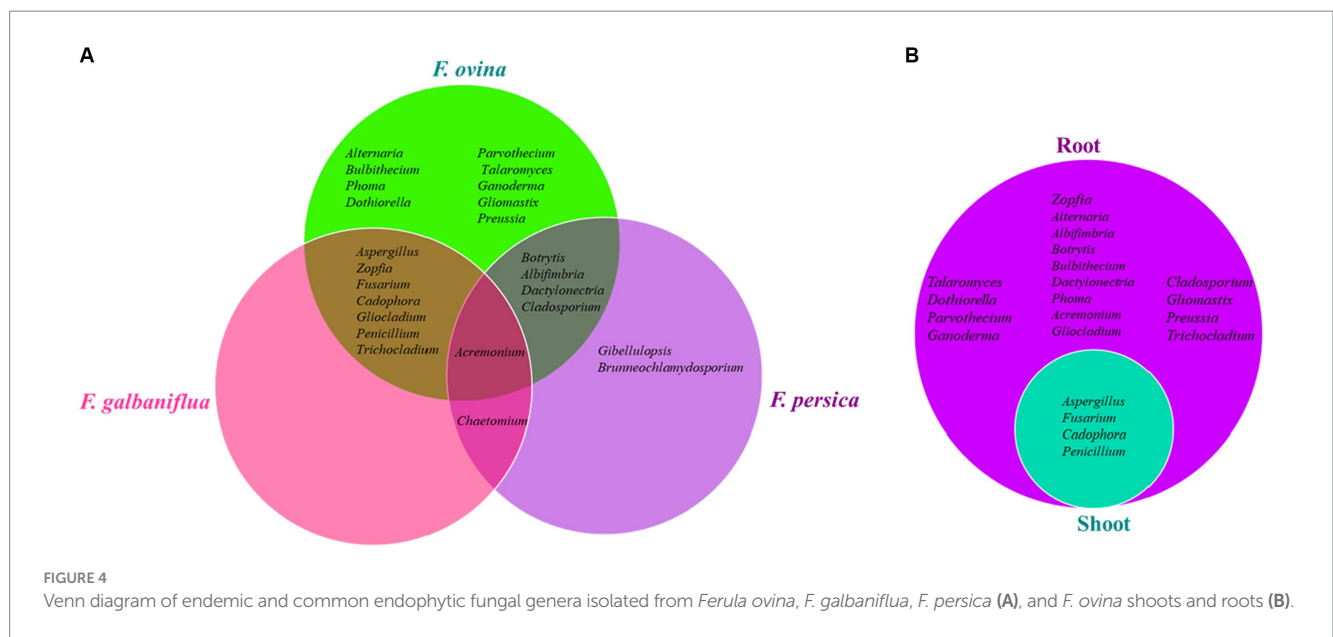 A
F. ovina
Alternaria
Bulbithecium
Phoma
Dothiorella
Parvothecium
Talaromyces
Ganoderma
Gliomastix
Preussia
Aspergillus
Zopfia
Fusarium
Cadophora
Gliocladium
Penicillium
Trichocladium
Botrytis
Albifimbria
Dactylonectria
Cladosporium
Acremonium
Gibellulopsis
Brunneochlamydosporium
Chaetomium
F. galbaniflua
F. persica
B
Root
Zopfia
Alternaria
Albifimbria
Botrytis
Bulbithecium
Dactylonectria
Phoma
Acremonium
Gliocladium
Talaromyces
Dothiorella
Parvothecium
Ganoderma
Cladosporium
Gliomastix
Preussia
Trichocladium
Aspergillus
Fusarium
Cadophora
Penicillium
Shoot
FIGURE 4
Venn diagram of endemic and common endophytic fungal genera isolated from Ferula ovina, F. galbaniflua, F. persica (A), and F. ovina shoots and roots (B).